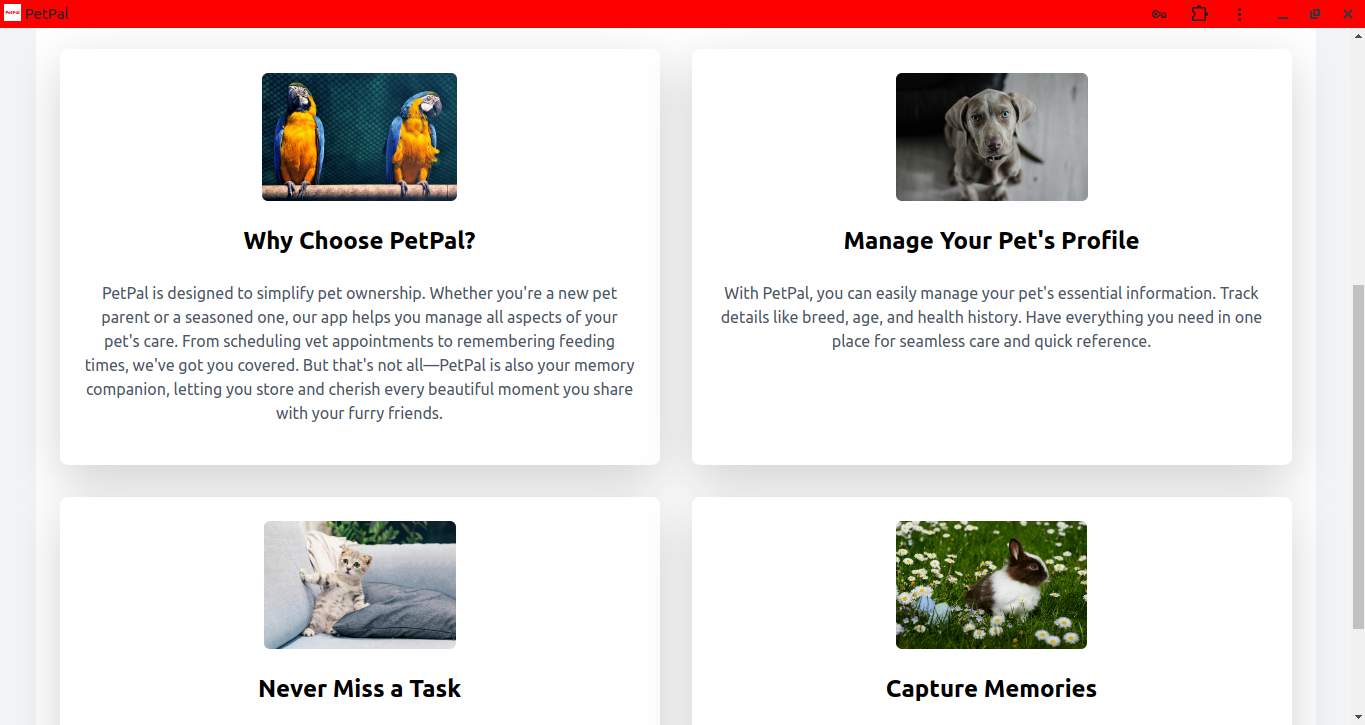 PetPal
Why Choose PetPal?
PetPal is designed to simplify pet ownership. Whether you're a new pet
parent or a seasoned one, our app helps you manage all aspects of your
pet's care. From scheduling vet appointments to remembering feeding
times, we've got you covered. But that's not all—PetPal is also your memory
companion, letting you store and cherish every beautiful moment you share
with your furry friends.
Manage Your Pet's Profile
With PetPal, you can easily manage your pet's essential information. Track
details like breed, age, and health history. Have everything you need in one
place for seamless care and quick reference.
Never Miss a Task
Capture Memories